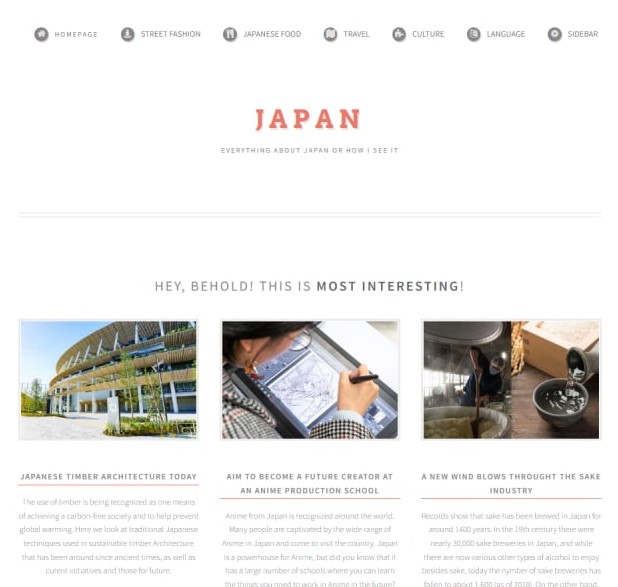 HOMEPAGE STREET FASHION JAPANESE FOOD TRAVEL CULTURE LANGUAGE SIDEBAR
JAPAN
EVERYTHING ABOUT JAPAN OR HOW I SEE IT
HEY, BEHOLD! THIS IS MOST INTERESTING!
JAPANESE TIMBER ARCHITECTURE TODAY
The use of timber is being recognized as one means
of achieving a carbon-free society and to help prevent
global warming. Here we look at traditional Japanese
techniques used in sustainable timber Architecture
that has been around since ancient times, as well as
curent initiatives and those for future.
AIM TO BECOME A FUTURE CREATOR AT
AN ANIME PRODUCTION SCHOOL
Anime from Japan is recognized around the world.
Many people are captivated by the wide range of
Anime in Japan and come to visit the country. Japan
is a powerhouse for Anime, but did you know that it
has a large number of schools where you can learn
the things you need to work in Anime in the future?
A NEW WIND BLOWS THROUGHT THE SAKE
INDUSTRY
Records show that sake has been brewed in Japan for
around 1400 years. In the 19th century there were
nearly 30,000 sake breweries in Japan, and while
there are now various other types of alcohol to enjoy
besides sake, today the nymber of sake breweries has
fallen to about 1,600 (as of 2018). On the other hand,